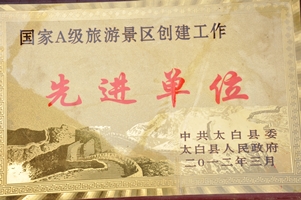 国家A级旅游景区创建工作
先进单位
中共太白县委
太白县人民政府
二〇一二年三月